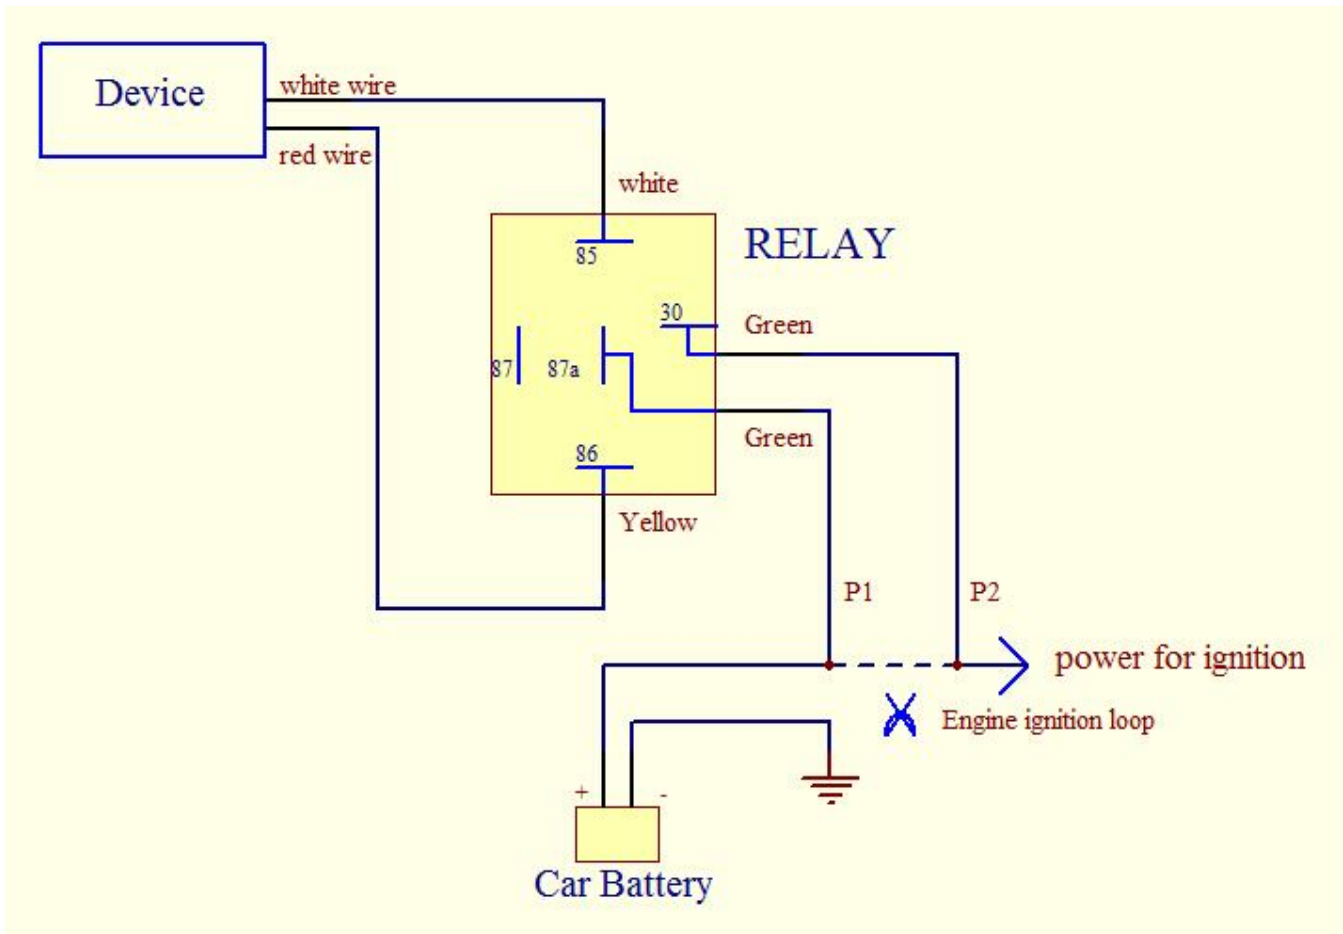 Device
white wire
red wire
white
RELAY
85
30
Green
87
87a
Green
86
Yellow
P1
P2
power for ignition
Engine ignition loop
+
-
Car Battery